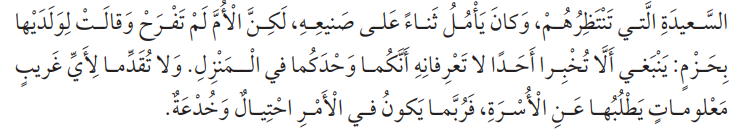 السَّعيدَةِ الَّتي تَنْتَظِرُهُمْ، وَكانَ يَأْمُلُ ثَناءً عَلى صَنيعِهِ، لَكِنَّ الْأُمَّ لَمْ تَفْرَحْ وَقالَتْ لِوَلَدَيْها
بِحَزْمٍ: يَنْبَغي أَلَّا تُخْبِرا أَحَدًا لا تَعْرِفانِهِ أَنَّكُما وَحْدَكُما في الْـمَنْزِلِ. وَلا تُقَدِّما لِأَيِّ غَريبٍ
مَعْلوماتٍ يَطْلُبُها عَنِ الْأُسْرَةِ، فَرُبَّما يَكونُ في الْأَمْرِ احْتِيالٌ وَخُدْعَةٌ.